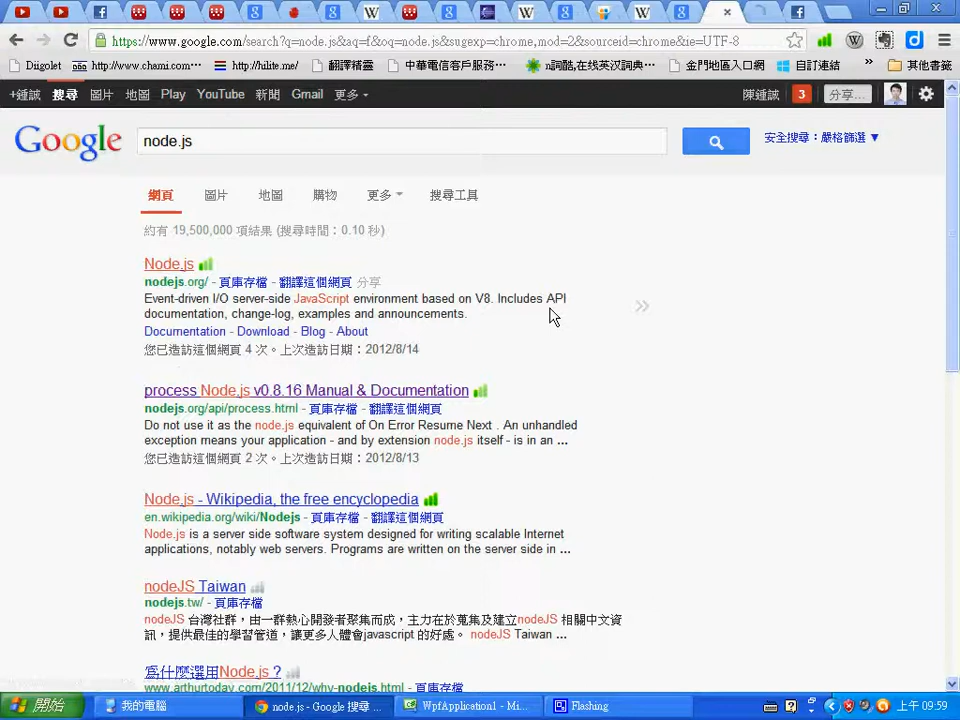 https://www.google.com/search?q=node.js&aq=f&oq=node.js&sugexp=chrome,mod=2&sourceid=chrome&ie=UTF-8
Diigolet
http://www.chami.com···
http://hilite.me/
翻譯精靈
中華電信客戶服務···
n詞酷,在线英汉詞典···
金門地區入口網
自訂連結
»
其他書籤
+鍾誠 搜尋 圖片 地圖 Play YouTube 新聞 Gmail 更多
陳鍾誠 3 分享...
Google
node.js
安全搜尋：嚴格篩選 ▼
網頁 圖片 地圖 購物 更多 搜尋工具
約有 19,500,000 項結果 (搜尋時間：0.10 秒)
Node.js
nodejs.org/ - 頁庫存檔 - 翻譯這個網頁 分享
Event-driven I/O server-side JavaScript environment based on V8. Includes API
documentation, change-log, examples and announcements.
Documentation - Download - Blog - About
您已造訪這個網頁 4 次。上次造訪日期：2012/8/14
process Node.js v0.8.16 Manual & Documentation
nodejs.org/api/process.html - 頁庫存檔 - 翻譯這個網頁
Do not use it as the node.js equivalent of On Error Resume Next . An unhandled
exception means your application - and by extension node.js itself - is in an ...
您已造訪這個網頁 2 次。上次造訪日期：2012/8/13
Node.js - Wikipedia, the free encyclopedia
en.wikipedia.org/wiki/Nodejs - 頁庫存檔 - 翻譯這個網頁
Node.js is a server side software system designed for writing scalable Internet
applications, notably web servers. Programs are written on the server side in ...
nodeJS Taiwan
nodejs.tw/ - 頁庫存檔
nodeJS 台灣社群，由一群熱心開發者聚集而成，主力在於蒐集及建立nodeJS 相關中文資
訊，提供最佳的學習管道，讓更多人體會javascript 的好處。 nodeJS Taiwan ...
為什麼選用Node.js ?
www.arthurtoday.com/2011/12/why-nodejs.html - 頁庫存檔
開始
我的電腦
node.js - Google 搜尋 ...
WpfApplication1 - Mi...
Flashing
上午 09:59